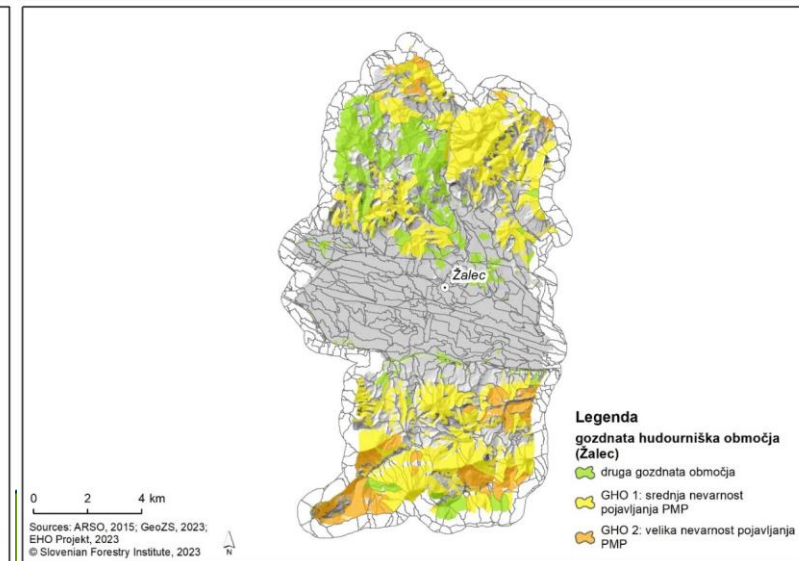 Žalec
Legenda
gozdnata hudourniška območja
(Žalec)
druga gozdnata območja
GHO 1: srednja nevarnost
pojavljanja PMP
GHO 2: velika nevarnost pojavljanja
PMP
0 2 4 km
Sources: ARSO, 2015; GeoZS, 2023;
EHO Projekt, 2023
© Slovenian Forestry Institute, 2023
N